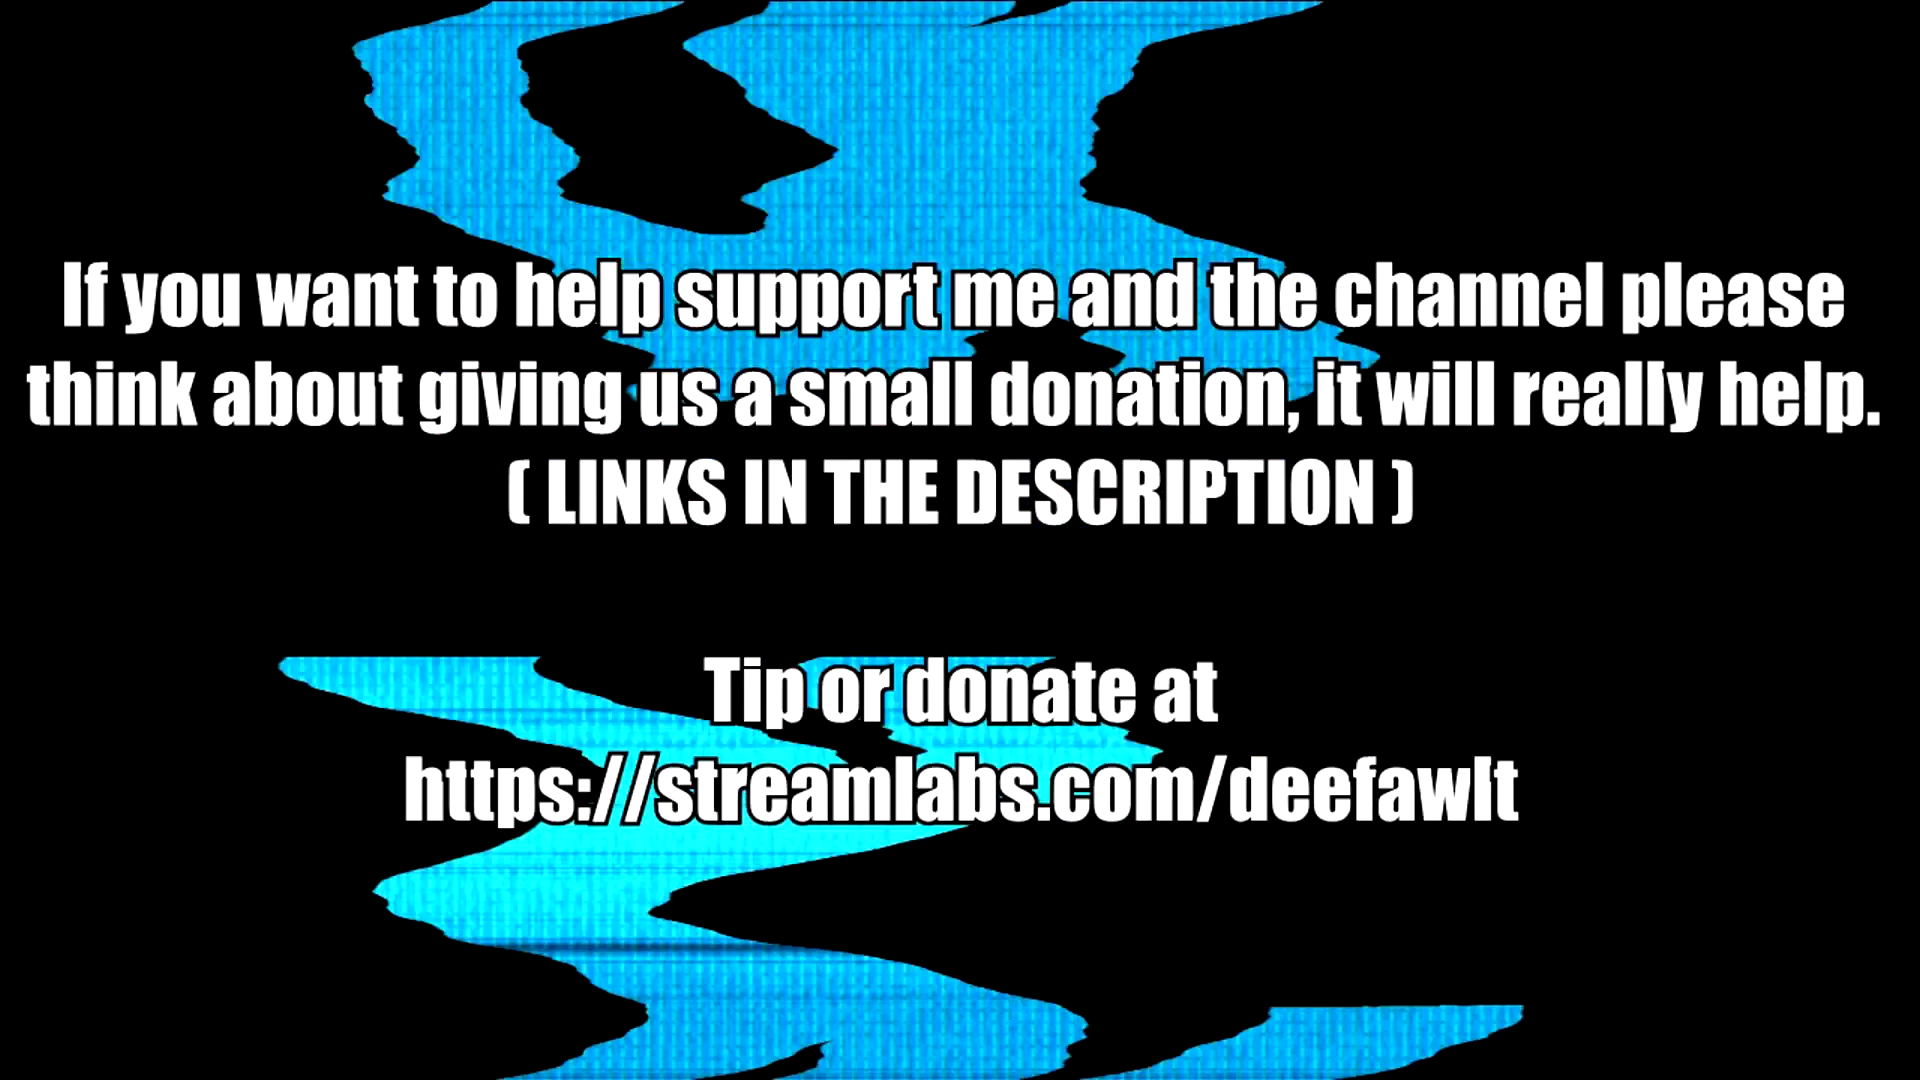 If you want to help support me and the channel please
think about giving us a small donation, it will really help.
( LINKS IN THE DESCRIPTION )
Tip or donate at
https://streamlabs.com/deefawlt